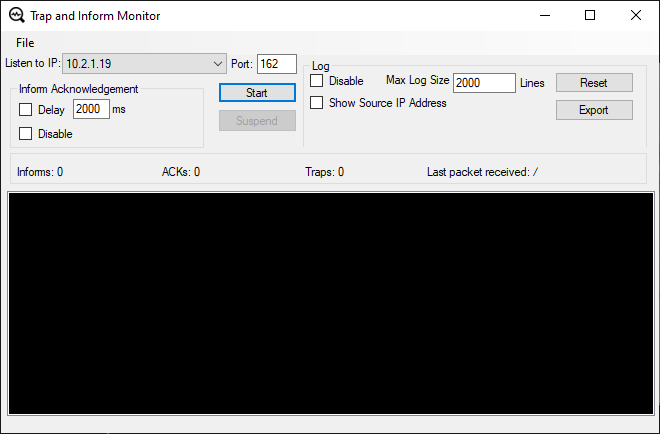 Trap and Inform Monitor
File
Listen to IP: 10.2.1.19 Port: 162
Inform Acknowledgement
Delay 2000 ms
Disable
Start
Suspend
Log
Disable Max Log Size 2000 Lines Reset
Show Source IP Address Export
Informs: 0 ACKs: 0 Traps: 0 Last packet received: /